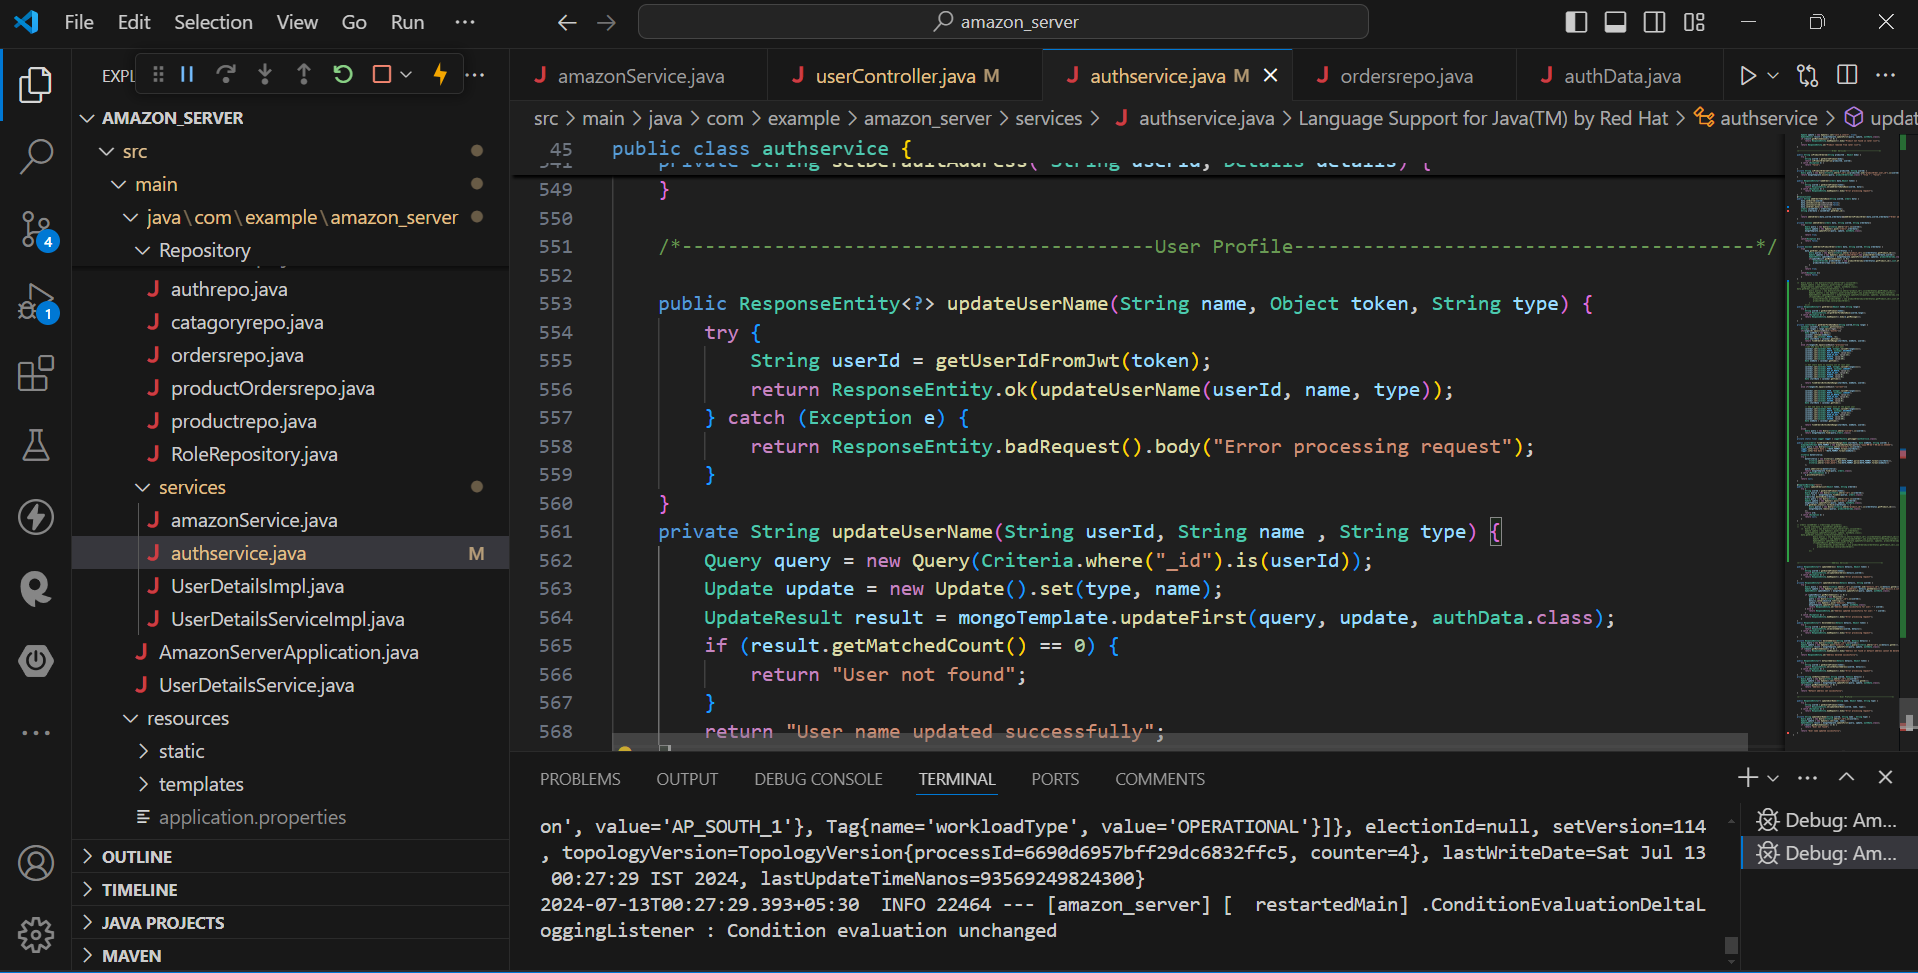 File Edit Selection View Go Run ··· amazon_server
EXPL
amazonService.java userController.java M authservice.java M ordersrepo.java authData.java
src > main > java > com > example > amazon_server > services > authservice.java > Language Support for Java(TM) by Red Hat > authservice > updat
AMAZON_SERVER
src
main
java\com\example\amazon_server
Repository
authrepo.java
catagoryrepo.java
ordersrepo.java
productOrdersrepo.java
productrepo.java
RoleRepository.java
services
amazonService.java
authservice.java M
UserDetailsImpl.java
UserDetailsServiceImpl.java
AmazonServerApplication.java
UserDetailsService.java
resources
static
templates
application.properties
OUTLINE
TIMELINE
JAVA PROJECTS
MAVEN
4
1
45 public class authservice {
541 private String setDefaultAddress( String userId, Details details) {
549 }
550
551 /*-----------------------------------------User Profile----------------------------------------*/
552
553 public ResponseEntity<?> updateUserName(String name, Object token, String type) {
554 try {
555 String userId = getUserIdFromJwt(token);
556 return ResponseEntity.ok(updateUserName(userId, name, type));
557 } catch (Exception e) {
558 return ResponseEntity.badRequest().body("Error processing request");
559 }
560 }
561 private String updateUserName(String userId, String name , String type) {
562 Query query = new Query(Criteria.where("_id").is(userId));
563 Update update = new Update().set(type, name);
564 UpdateResult result = mongoTemplate.updateFirst(query, update, authData.class);
565 if (result.getMatchedCount() == 0) {
566 return "User not found";
567 }
568 return "User name updated successfully";
PROBLEMS OUTPUT DEBUG CONSOLE TERMINAL PORTS COMMENTS
on', value='AP_SOUTH_1'}, Tag{name='workloadType', value='OPERATIONAL'}]}, electionId=null, setVersion=114
, topologyVersion=TopologyVersion{processId=6690d6957bff29dc6832ffc5, counter=4}, lastWriteDate=Sat Jul 13
00:27:29 IST 2024, lastUpdateTimeNanos=93569249824300}
2024-07-13T00:27:29.393+05:30 INFO 22464 --- [amazon_server] [ restartedMain] .ConditionEvaluationDeltaL
oggingListener : Condition evaluation unchanged
Debug: Am...
Debug: Am...